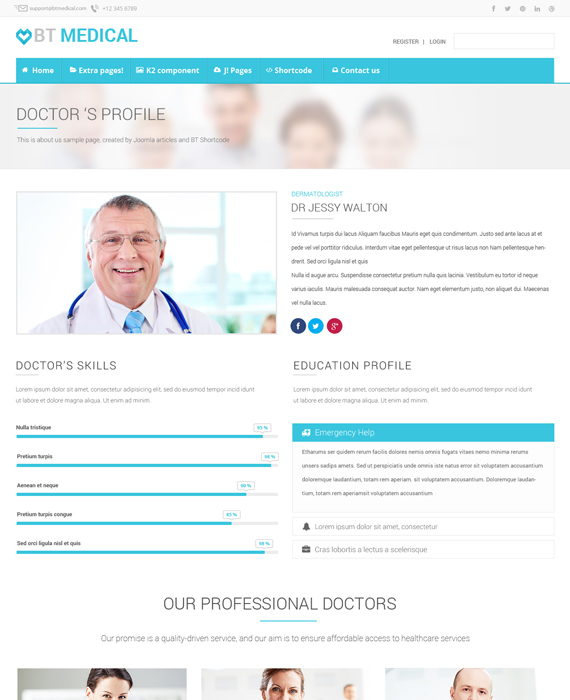 support@btmedical.com +12 345 6789
BT MEDICAL
REGISTER | LOGIN
Home Extra pages! K2 component J! Pages Shortcode Contact us
DOCTOR 'S PROFILE
This is about us sample page, created by Joomla articles and BT Shortcode
DERMATOLOGIST
DR JESSY WALTON
Id Vivamus turpis dui lacus Aliquam faucibus Mauris eget quis condimentum. Justo sed ante lacus at et
pede vel vel porttitor ridiculus. Interdum vitae eget pellentesque ut risus lacus non Nam pellentesque hen-
drerit. Sed orci ligula nisl et quis
Nulla id augue arcu. Suspendisse consectetur pretium nulla quis lacinia. Vestibulum eu tortor id neque
varius iaculis. Mauris malesuada consequat auctor. Nam eget elementum justo, non aliquet dui. Maecenas
vel nulla lacus.
DOCTOR'S SKILLS
Lorem ipsum dolor sit amet, consectetur adipisicing elit, sed do eiusmod tempor incid idunt
ut labore et dolore magna aliqua. Ut enim ad minim.
Nulla tristique 95 %
Pretium turpis 98 %
Aenean et neque 90 %
Pretium turpis congue 85 %
Sed orci ligula nisl et quis 98 %
EDUCATION PROFILE
Lorem ipsum dolor sit amet, consectetur adipisicing elit, sed do eiusmod tempor incid idunt
ut labore et dolore magna aliqua. Ut enim ad minim.
Emergency Help
Etharums ser quidem rerum facilis dolores nemis omnis fugats vitaes nemo minima rerums
unsers sadips amets. Sed ut perspiciatis unde omnis iste natus error sit voluptatem accusantium
doloremque laudantium, totam rem aperiam. sit voluptatem accusantium. Doloremque laudan-
tium, totam rem aperiamsit voluptatem accusantium
Lorem ipsum dolor sit amet, consectetur
Cras lobortis a lectus a scelerisque
OUR PROFESSIONAL DOCTORS
Our promise is a quality-driven service, and our aim is to ensure affordable access to healthcare services